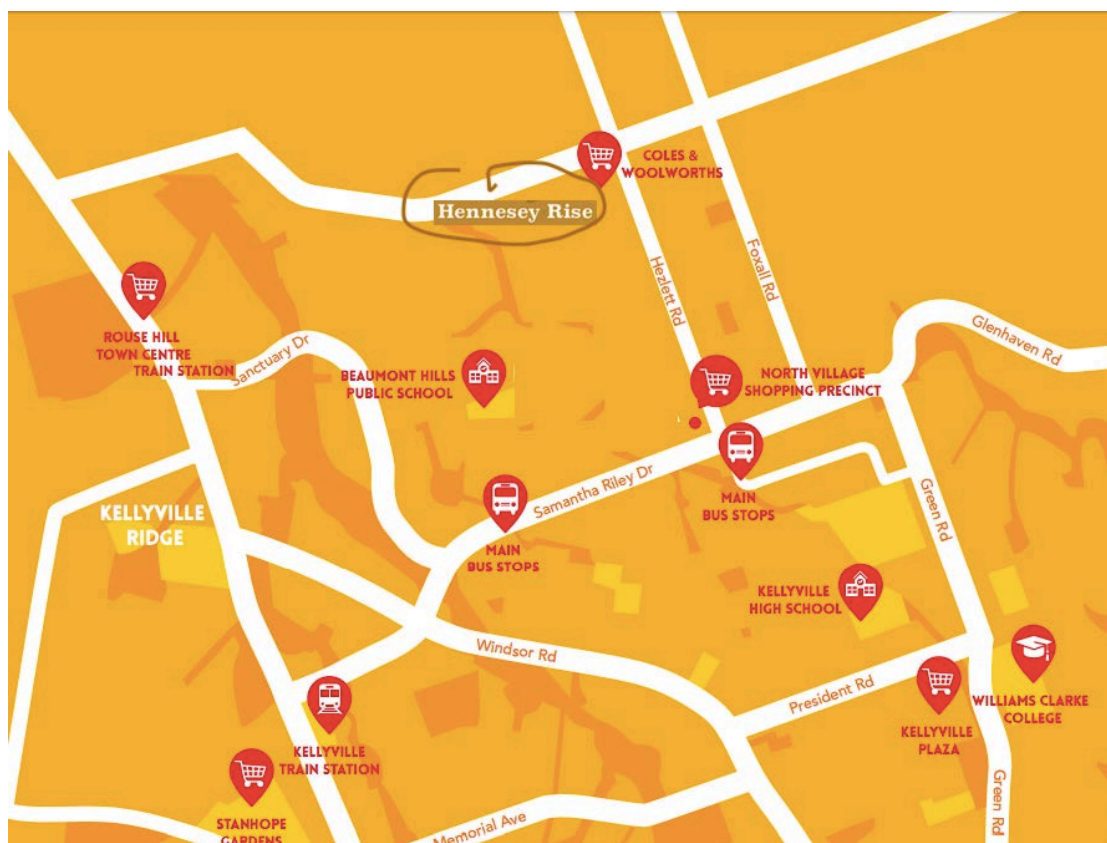 COLES &
WOOLWORTHS
Hennesey Rise
Hezlett Rd
Foxall Rd
Glenhaven Rd
ROUSE HILL
TOWN CENTRE
TRAIN STATION
Sanctuary Dr
BEAUMONT HILLS
PUBLIC SCHOOL
NORTH VILLAGE
SHOPPING PRECINCT
Samantha Riley Dr
MAIN
BUS STOPS
Green Rd
KELLYVILLE
RIDGE
MAIN
BUS STOPS
KELLYVILLE
HIGH SCHOOL
Windsor Rd
President Rd
WILLIAMS CLARKE
COLLEGE
KELLYVILLE
PLAZA
KELLYVILLE
TRAIN STATION
Green Rd
STANHOPE
GARDENS
Memorial Ave